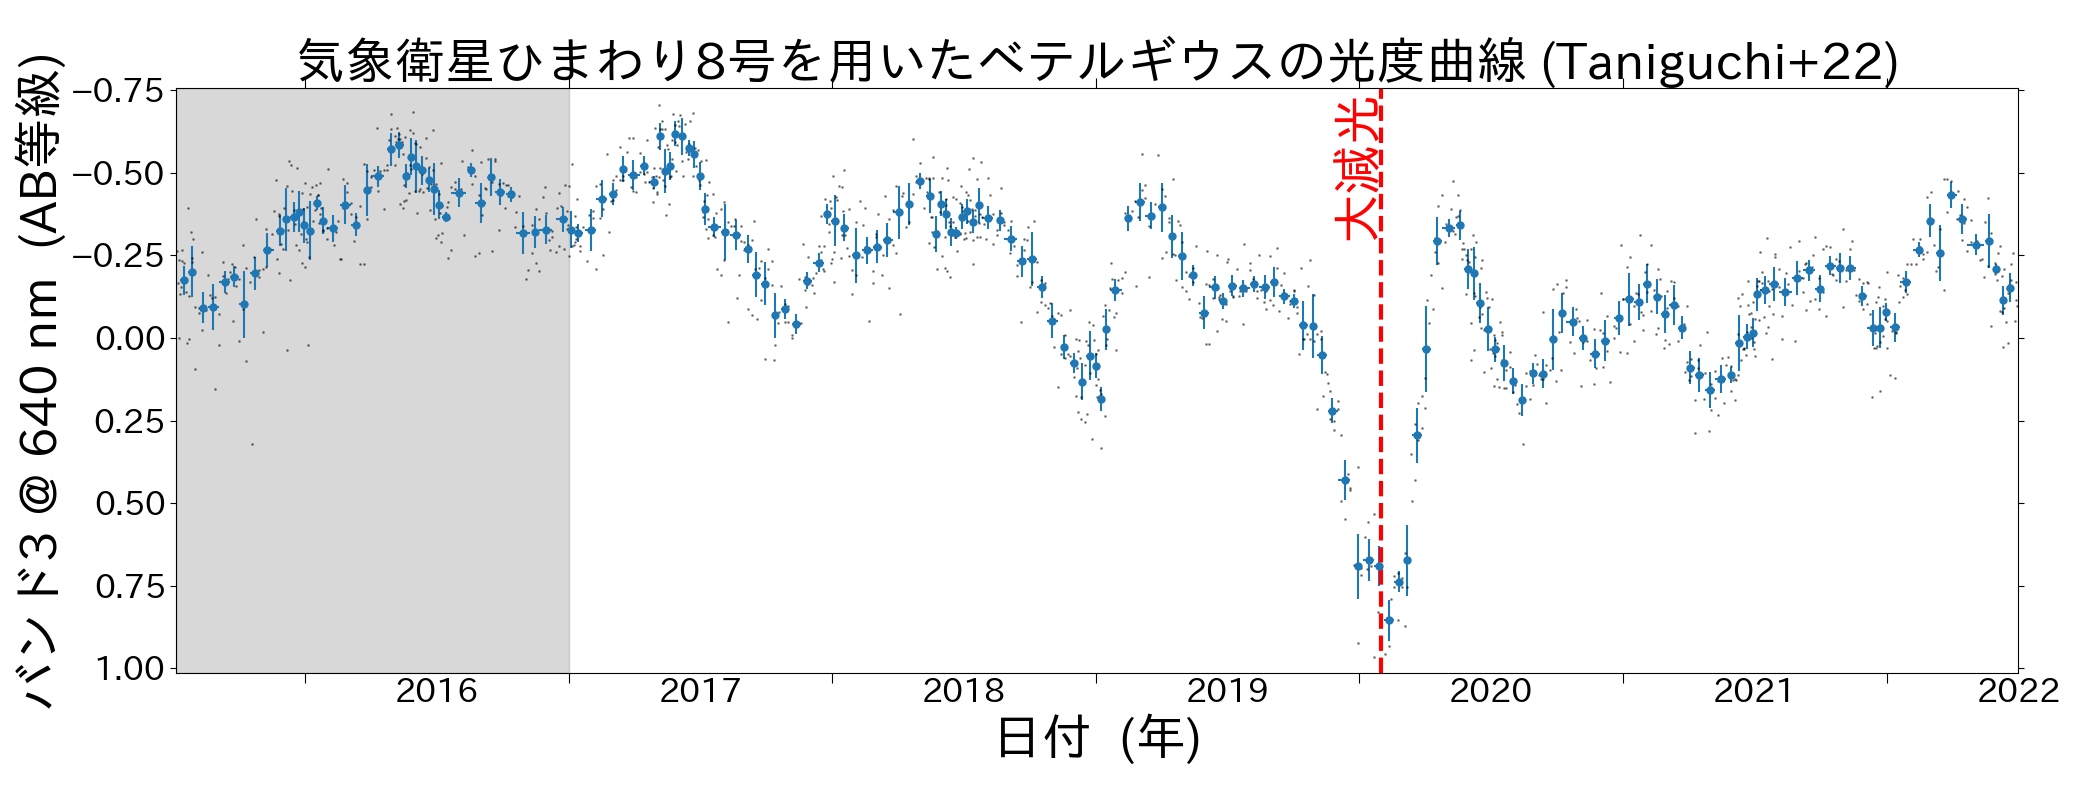 気象衛星ひまわり8号を用いたベテルギウスの光度曲線 (Taniguchi+22)
バンド3 @ 640 nm (AB等級)
−0.75
−0.50
−0.25
0.00
0.25
0.50
0.75
1.00
大減光
2016 2017 2018 2019 2020 2021 2022
日付 (年)